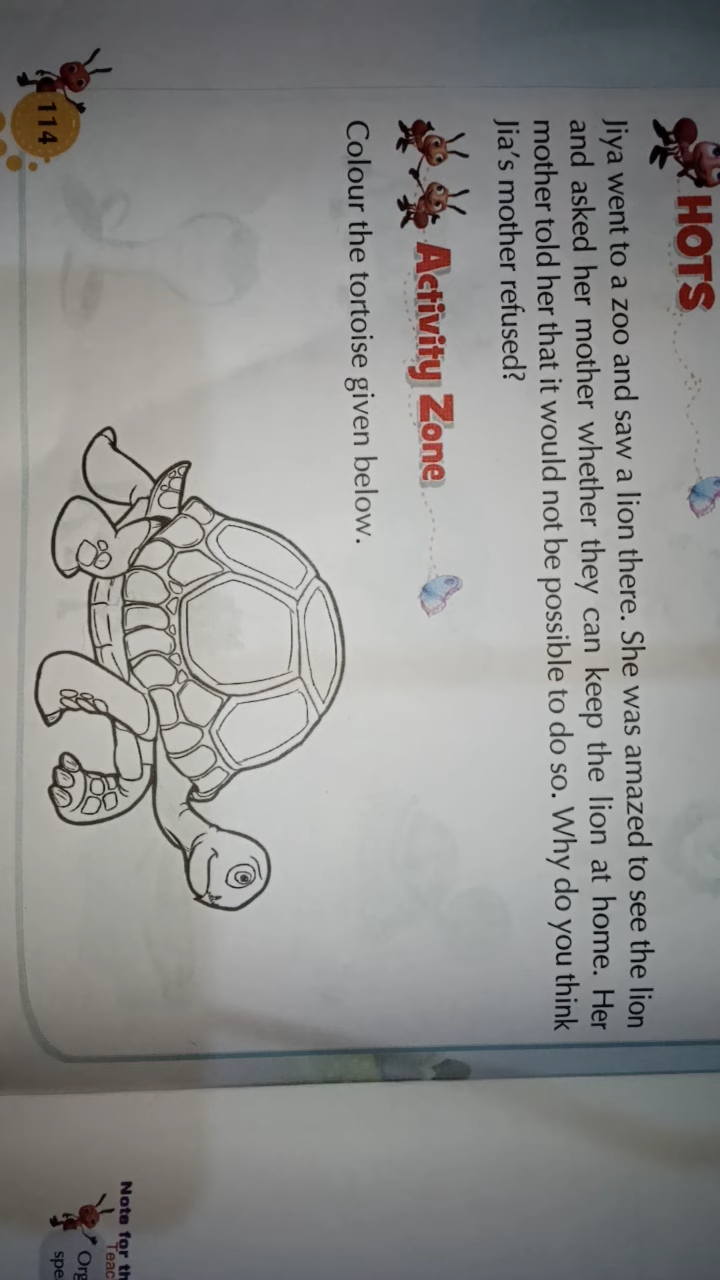 HOTS
Jiya went to a zoo and saw a lion there. She was amazed to see the lion
and asked her mother whether they can keep the lion at home. Her
mother told her that it would not be possible to do so. Why do you think
Jia's mother refused?
Activity Zone
Colour the tortoise given below.
114
Note for th
Teac
Org
spe